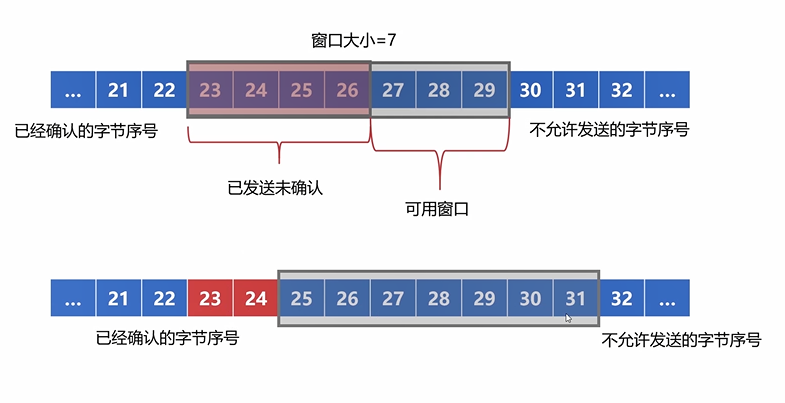 窗口大小=7
... 21 22 23 24 25 26 27 28 29 30 31 32 ...
已经确认的字节序号
不允许发送的字节序号
已发送未确认
可用窗口
... 21 22 23 24 25 26 27 28 29 30 31 32 ...
已经确认的字节序号
不允许发送的字节序号